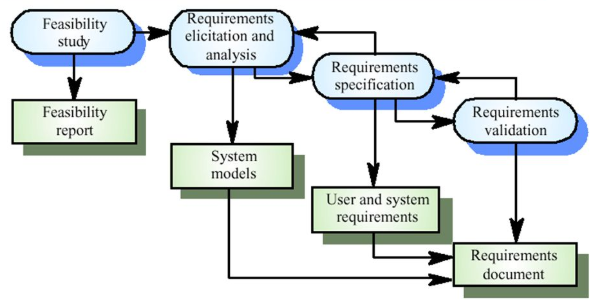 Feasibility
study
Requirements
elicitation and
analysis
Requirements
specification
Requirements
validation
Feasibility
report
System
models
User and system
requirements
Requirements
document